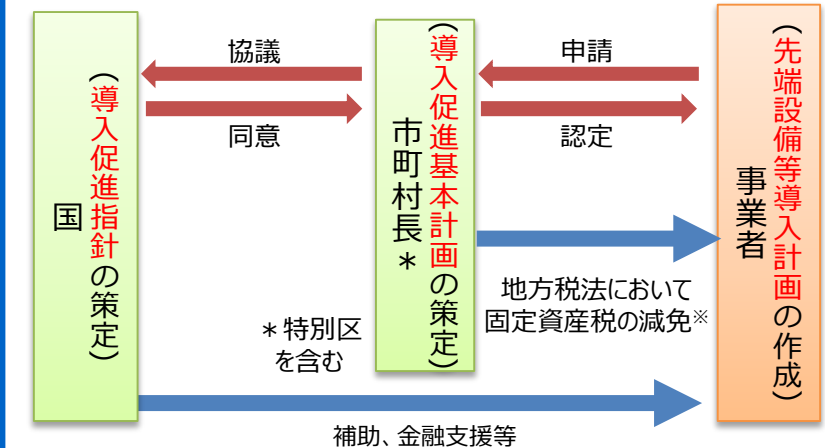 国
（導入促進指針の策定）
協議
同意
市町村長＊
（導入促進基本計画の策定）
＊特別区
を含む
申請
認定
地方税法において
固定資産税の減免※
事業者
（先端設備等導入計画の作成）
補助、金融支援等